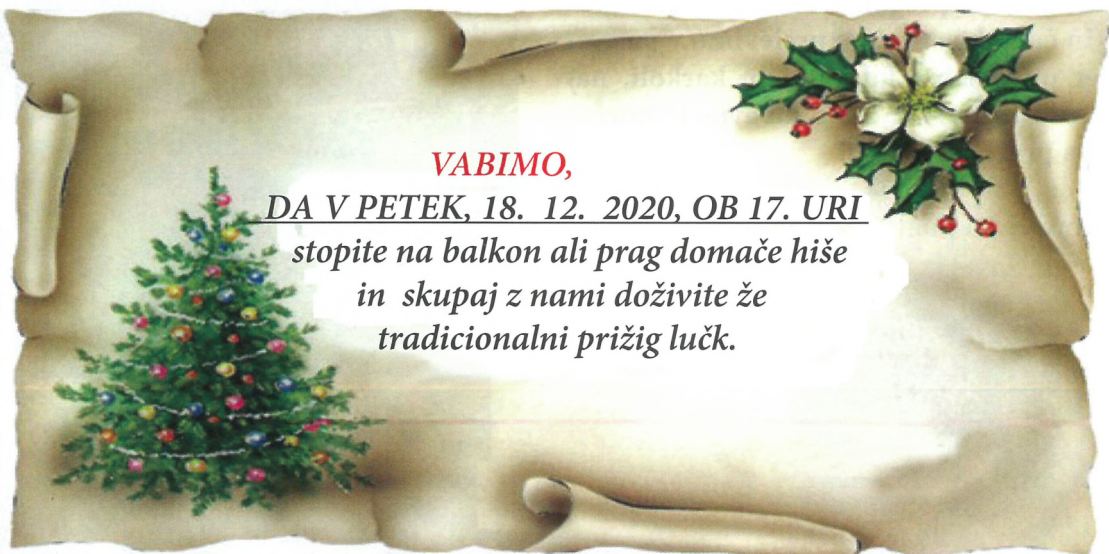 VABIMO,
DA V PETEK, 18. 12. 2020, OB 17. URI
stopite na balkon ali prag domače hiše
in skupaj z nami doživite že
tradicionalni prižig lučk.